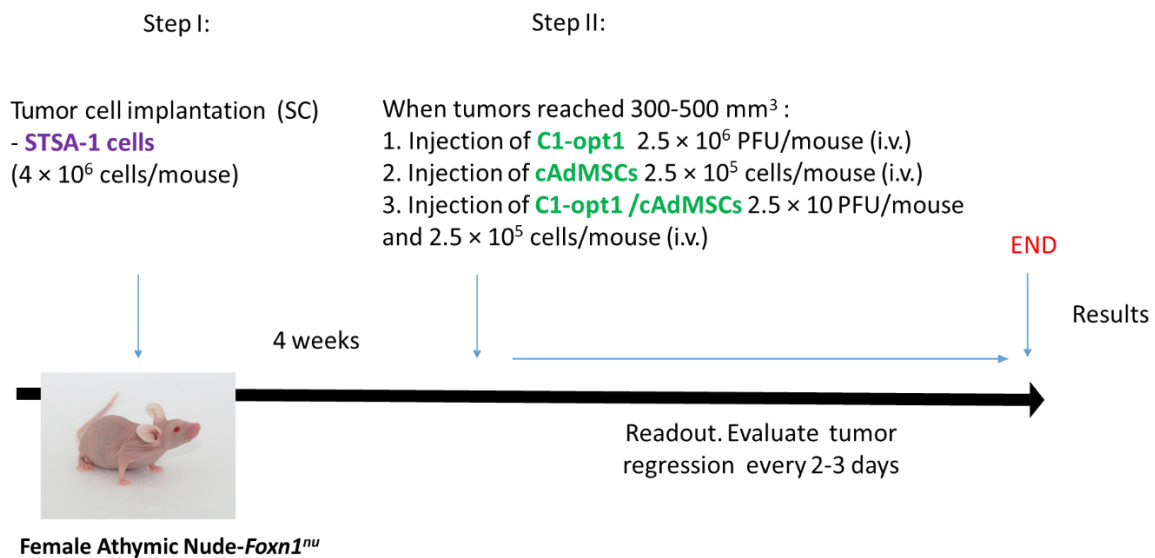 Step I:
Step II:
Tumor cell implantation (SC)
- STSA-1 cells
(4 × 10⁶ cells/mouse)
When tumors reached 300-500 mm³ :
1. Injection of C1-opt1 2.5 × 10⁶ PFU/mouse (i.v.)
2. Injection of cAdMSCs 2.5 × 10⁵ cells/mouse (i.v.)
3. Injection of C1-opt1 /cAdMSCs 2.5 × 10 PFU/mouse
and 2.5 × 10⁵ cells/mouse (i.v.)
END
Results
4 weeks
Readout. Evaluate tumor
regression every 2-3 days
Female Athymic Nude-Foxn1ⁿᵘ